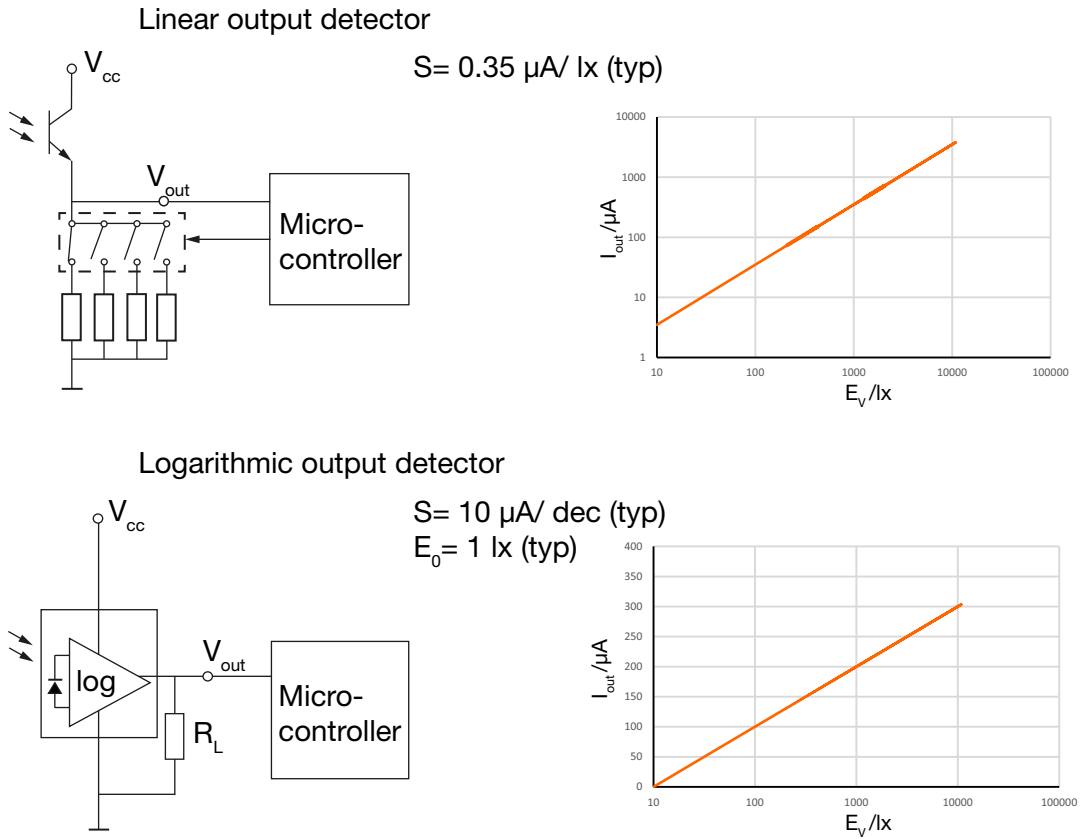 Linear output detector
Vcc
S= 0.35 µA/ lx (typ)
Vout
Micro-
controller
10000
1000
100
10
1
Iout/µA
10
100
1000
10000
100000
EV/lx
Logarithmic output detector
Vcc
S= 10 µA/ dec (typ)
E0= 1 lx (typ)
log
Vout
RL
Micro-
controller
400
350
300
250
200
150
100
50
0
Iout/µA
10
100
1000
10000
100000
EV/lx